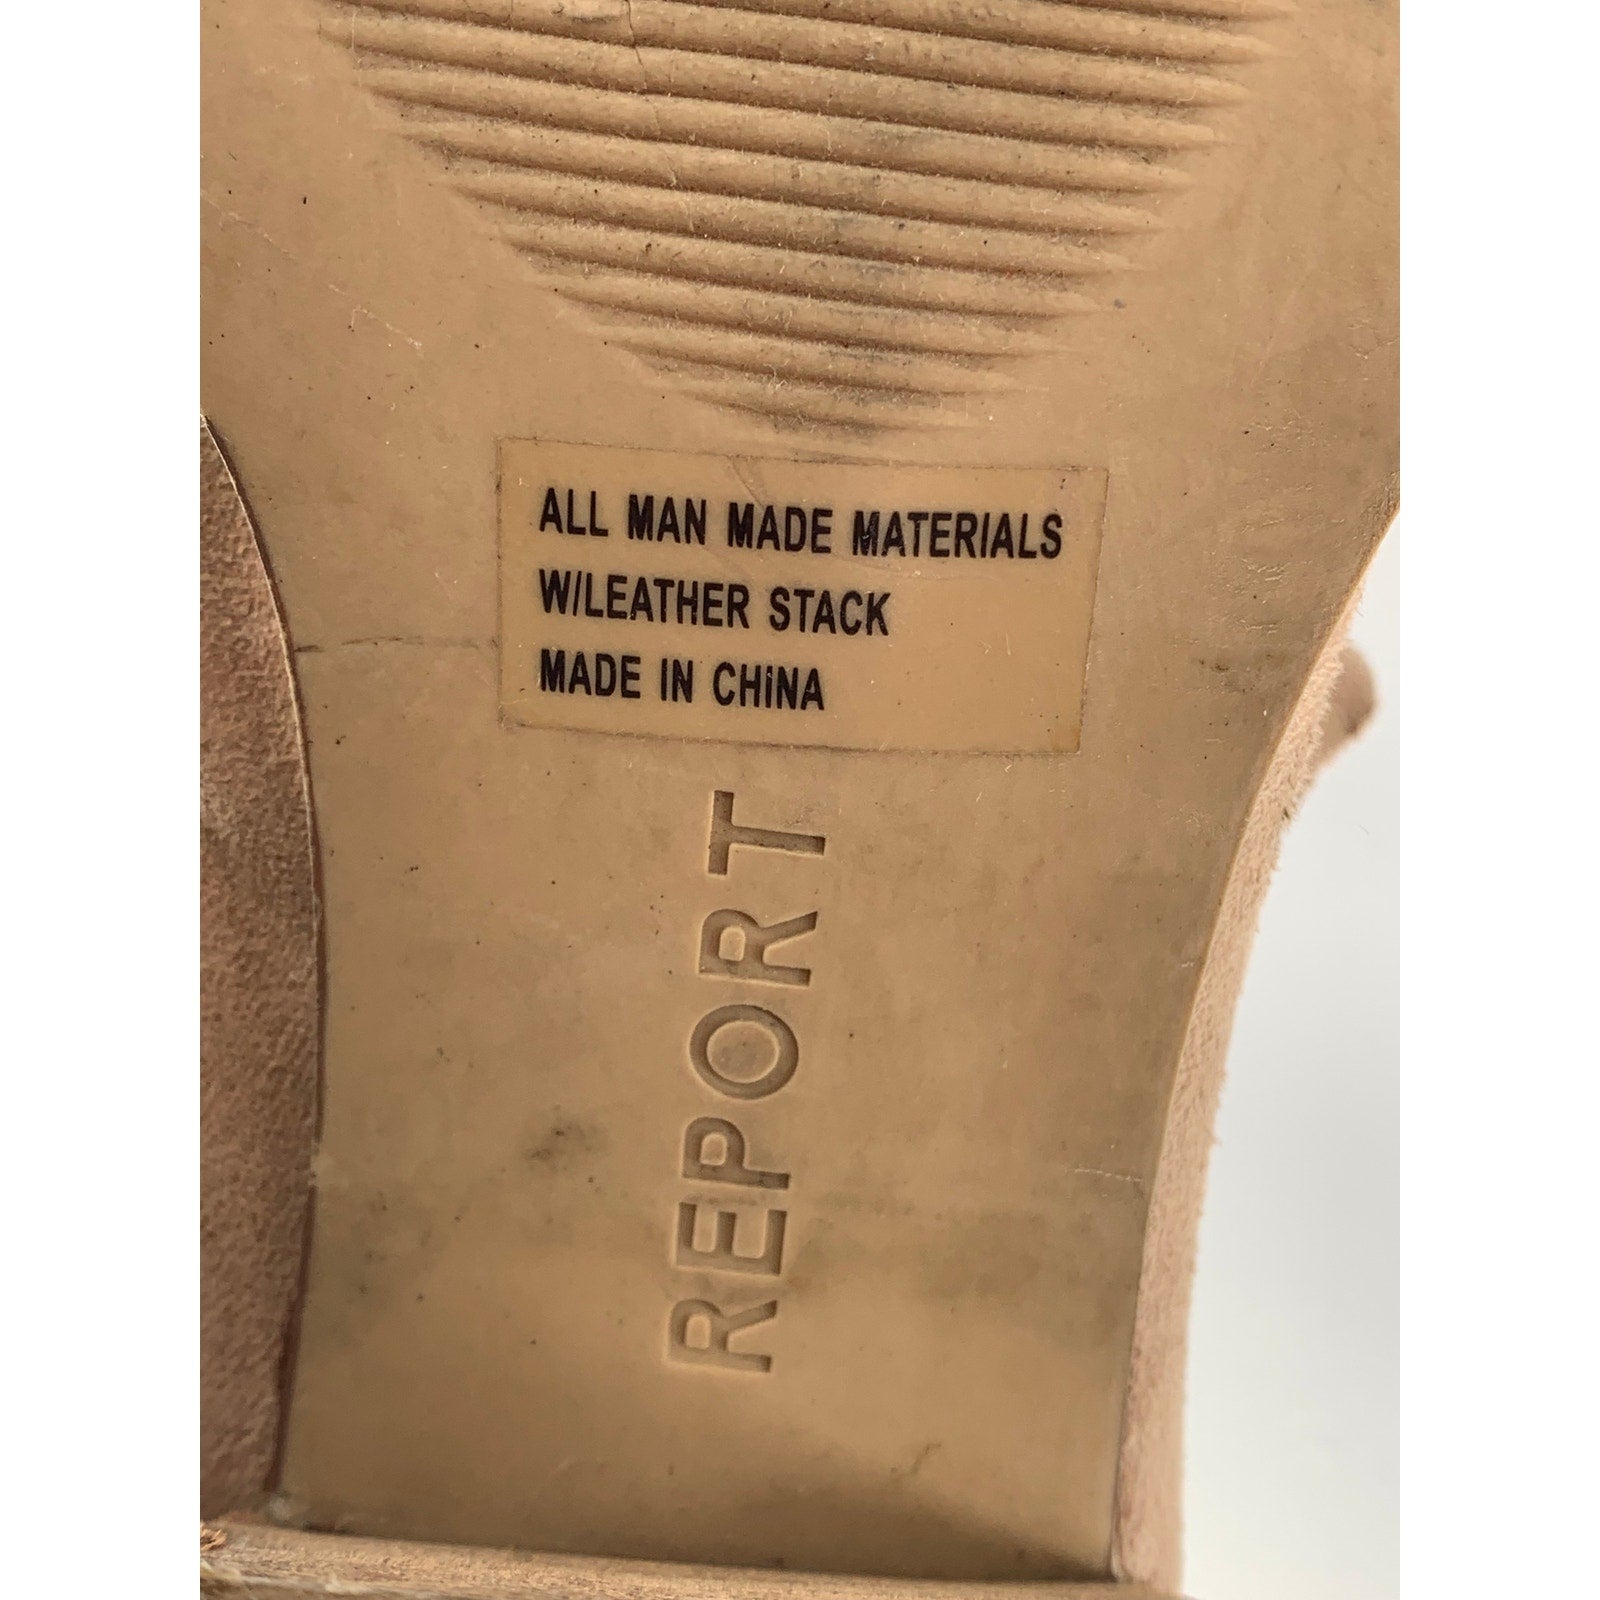 ALL MAN MADE MATERIALS
W/LEATHER STACK
MADE IN CHiNA
REPORT